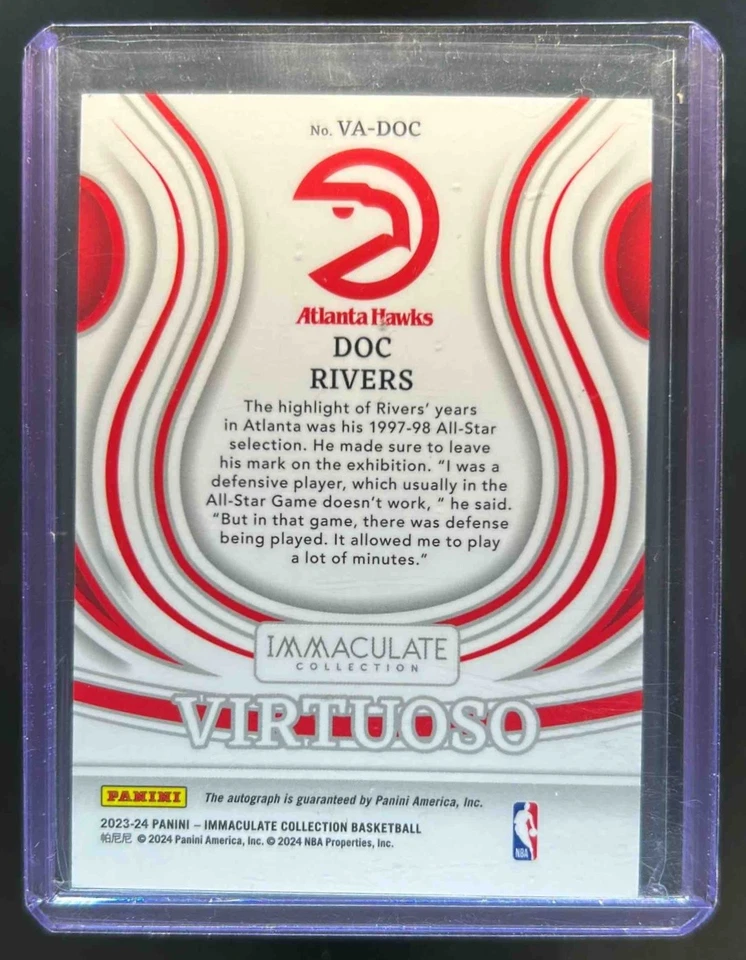 No. VA-DOC
Atlanta Hawks
DOC
RIVERS
The highlight of Rivers' years
in Atlanta was his 1997-98 All-Star
selection. He made sure to leave
his mark on the exhibition. "I was a
defensive player, which usually in the
All-Star Game doesn't work, " he said.
"But in that game, there was defense
being played. It allowed me to play
a lot of minutes."
IMMACULATE
COLLECTION
VIRTUOSO
PANINI The autograph is guaranteed by Panini America, Inc.
2023-24 PANINI – IMMACULATE COLLECTION BASKETBALL
帕尼尼 © 2024 Panini America, Inc. © 2024 NBA Properties, Inc.
NBA